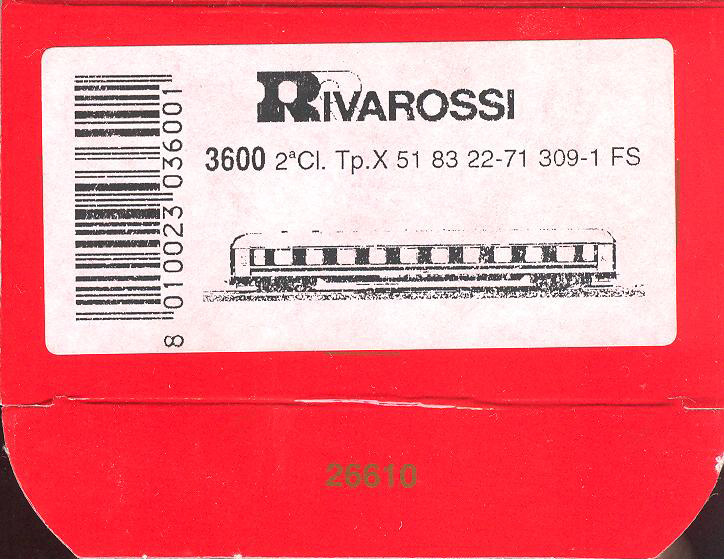 RIVAROSSI
3600 2ªCl. Tp.X 51 83 22-71 309-1 FS
8 010023 036001
26610